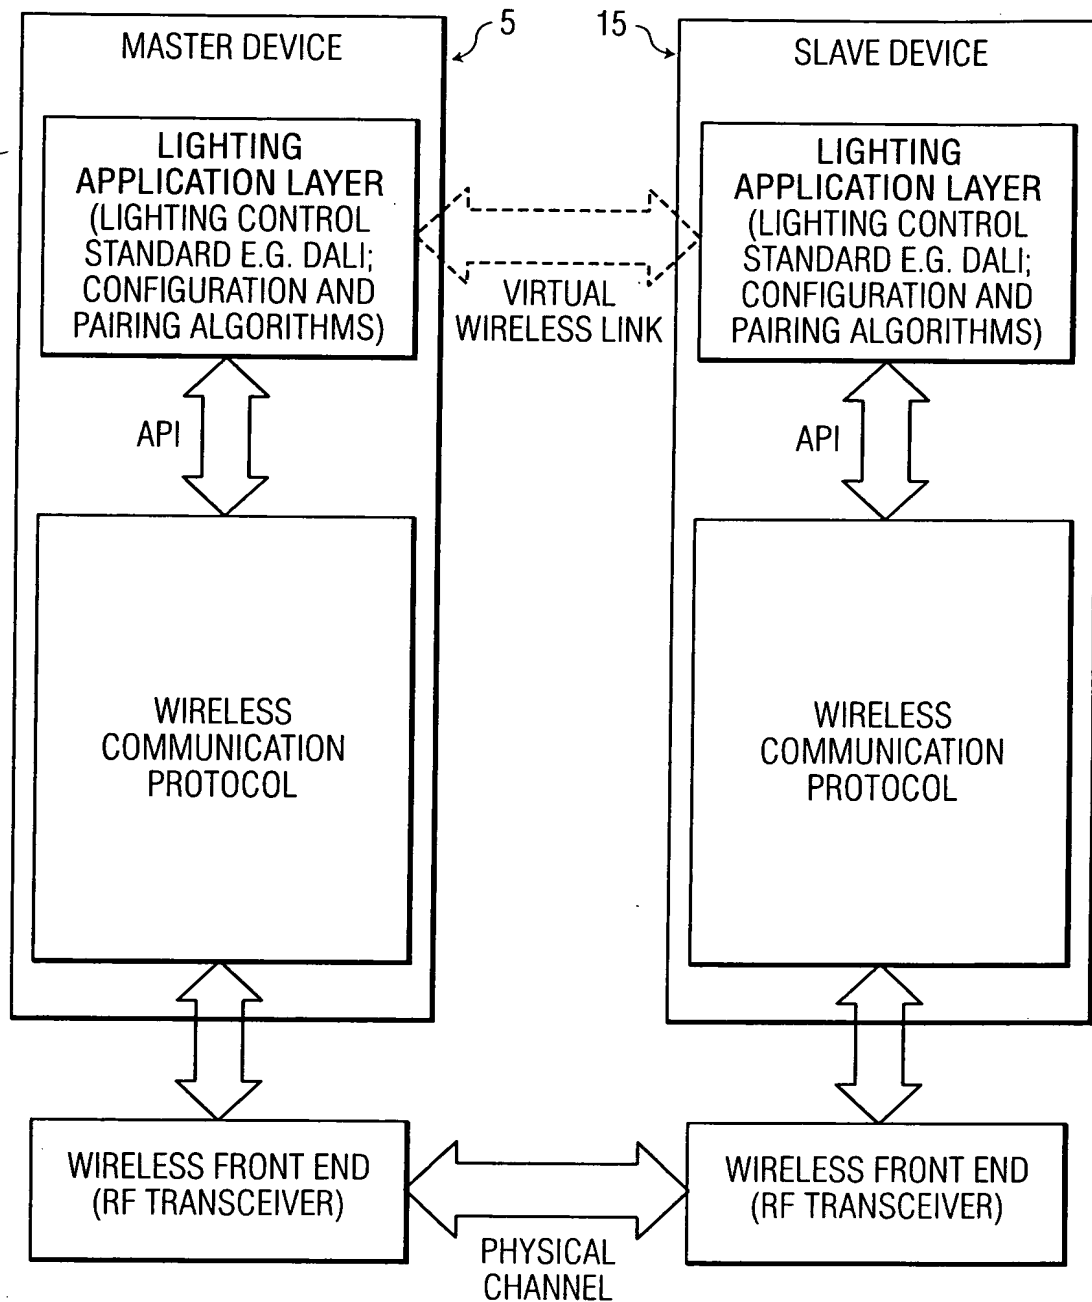 MASTER DEVICE
5
LIGHTING
APPLICATION LAYER
(LIGHTING CONTROL
STANDARD E.G. DALI;
CONFIGURATION AND
PAIRING ALGORITHMS)
API
WIRELESS
COMMUNICATION
PROTOCOL
WIRELESS FRONT END
(RF TRANSCEIVER)
VIRTUAL
WIRELESS LINK
PHYSICAL
CHANNEL
15
SLAVE DEVICE
LIGHTING
APPLICATION LAYER
(LIGHTING CONTROL
STANDARD E.G. DALI;
CONFIGURATION AND
PAIRING ALGORITHMS)
API
WIRELESS
COMMUNICATION
PROTOCOL
WIRELESS FRONT END
(RF TRANSCEIVER)